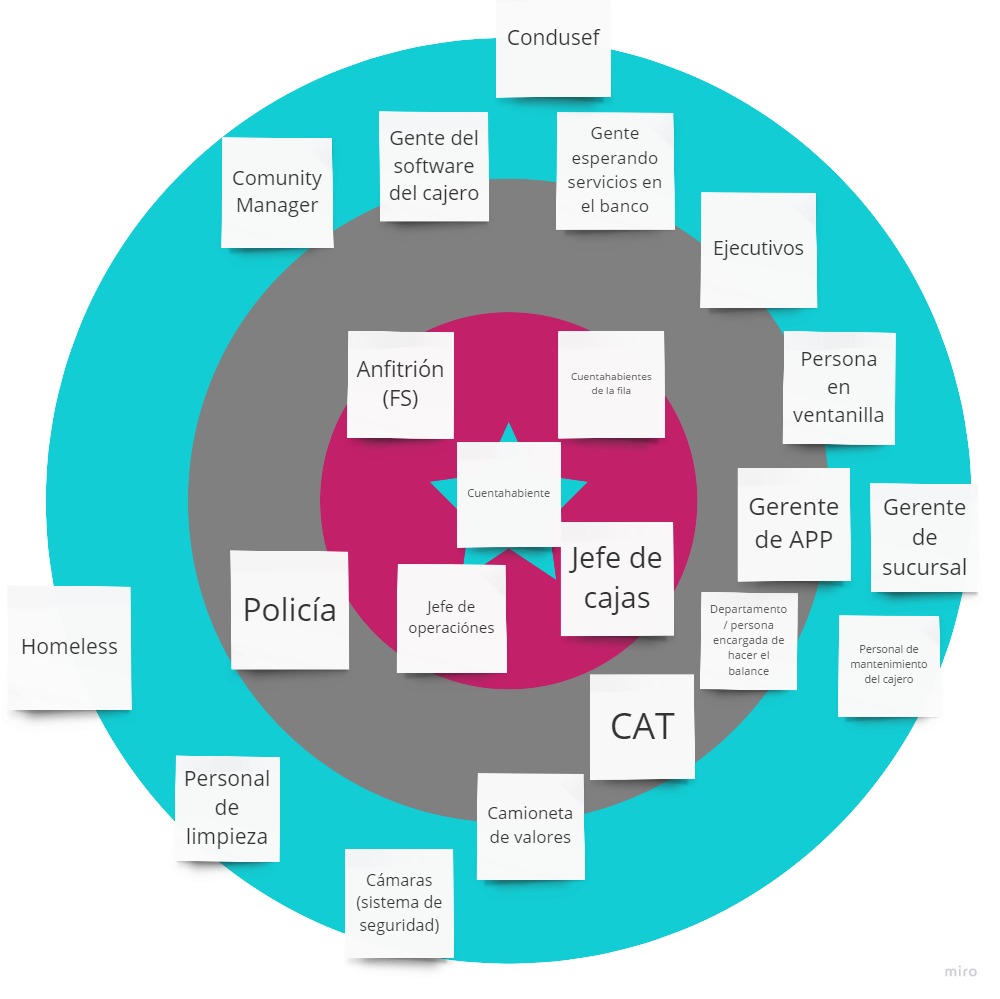 Condusef
Comunity
Manager
Gente del
software
del cajero
Gente
esperando
servicios en
el banco
Ejecutivos
Anfitrión
(FS)
Cuentahabientes
de la fila
Persona
en
ventanilla
Cuentahabiente
Gerente
de APP
Gerente
de
sucursal
Policía
Jefe de
operaciónes
Jefe de
cajas
Departamento
/ persona
encargada de
hacer el
balance
Homeless
Personal de
mantenimiento
del cajero
CAT
Personal
de
limpieza
Camioneta
de valores
Cámaras
(sistema de
seguridad)
miro